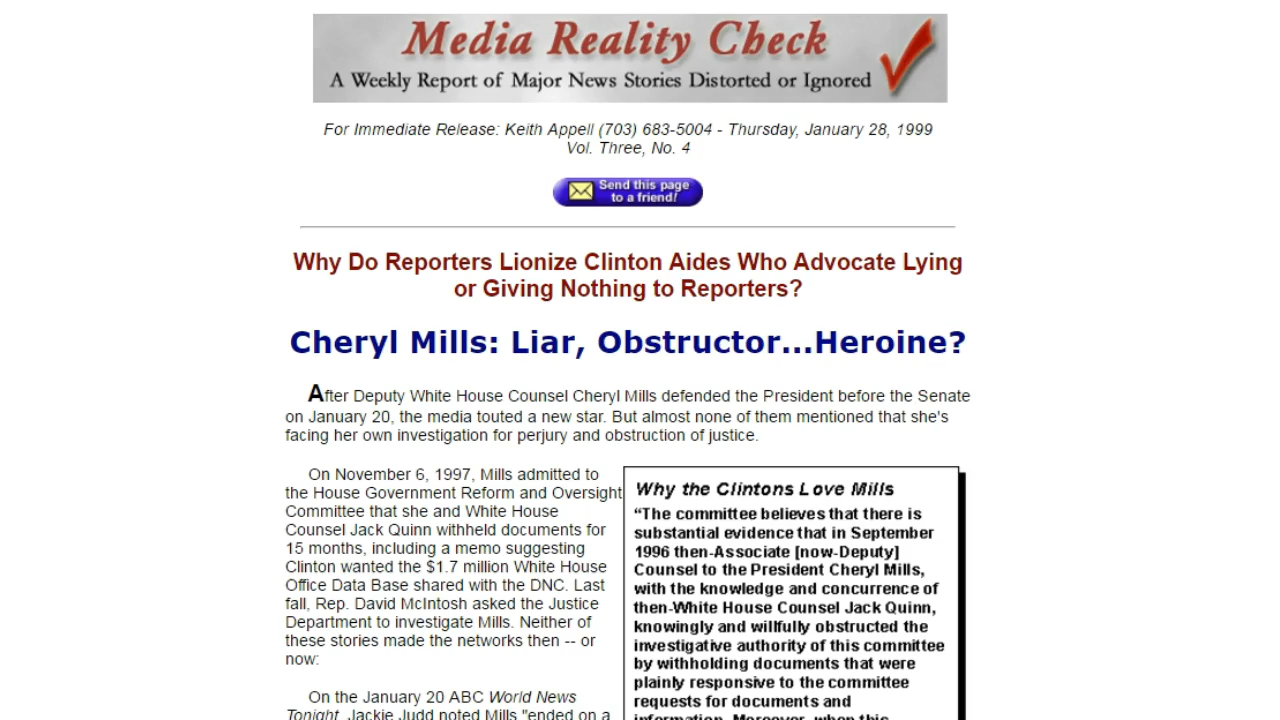 Media Reality Check
A Weekly Report of Major News Stories Distorted or Ignored
For Immediate Release: Keith Appell (703) 683-5004 - Thursday, January 28, 1999
Vol. Three, No. 4
Send this page
to a friend!
Why Do Reporters Lionize Clinton Aides Who Advocate Lying
or Giving Nothing to Reporters?
Cheryl Mills: Liar, Obstructor...Heroine?
After Deputy White House Counsel Cheryl Mills defended the President before the Senate
on January 20, the media touted a new star. But almost none of them mentioned that she's
facing her own investigation for perjury and obstruction of justice.
On November 6, 1997, Mills admitted to
the House Government Reform and Oversight
Committee that she and White House
Counsel Jack Quinn withheld documents for
15 months, including a memo suggesting
Clinton wanted the $1.7 million White House
Office Data Base shared with the DNC. Last
fall, Rep. David McIntosh asked the Justice
Department to investigate Mills. Neither of
these stories made the networks then -- or
now:
On the January 20 ABC World News
Tonight, Jackie Judd noted Mills "ended on a
Why the Clintons Love Mills
“The committee believes that there is
substantial evidence that in September
1996 then-Associate [now-Deputy]
Counsel to the President Cheryl Mills,
with the knowledge and concurrence of
then-White House Counsel Jack Quinn,
knowingly and willfully obstructed the
investigative authority of this committee
by withholding documents that were
plainly responsive to the committee
requests for documents and
information. Moreover, when this